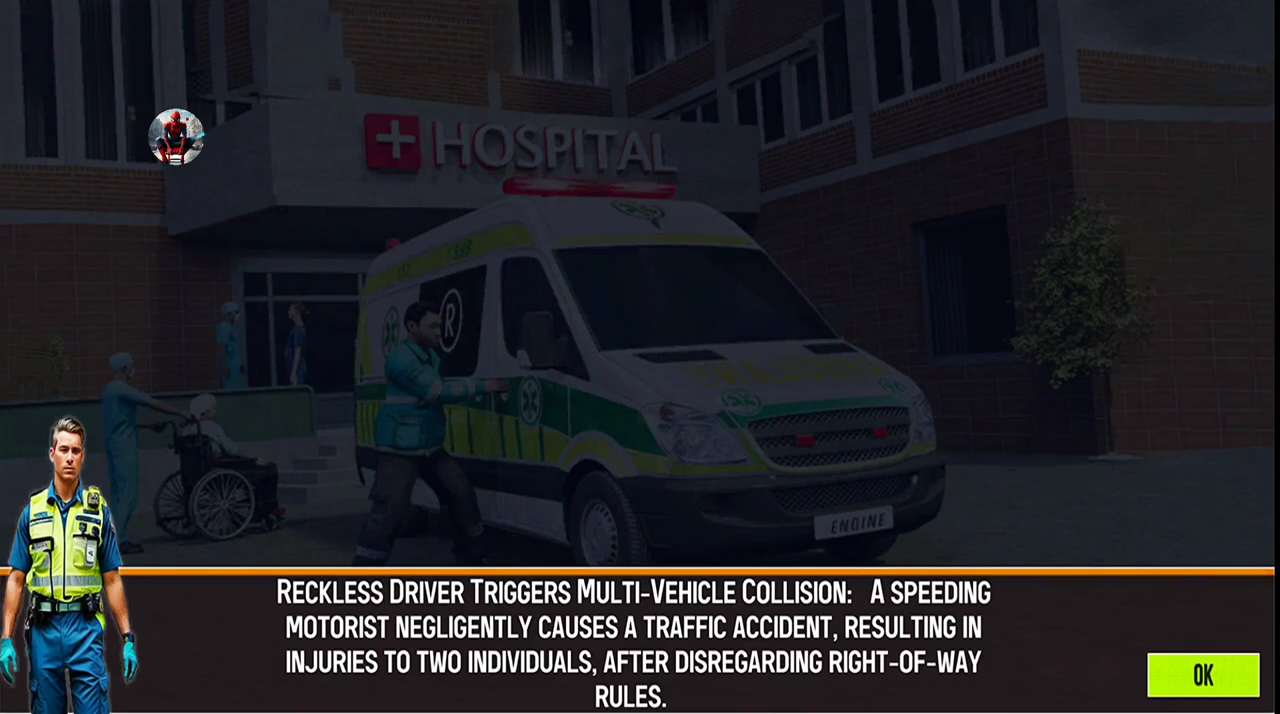 HOSPITAL
R
ENGINE
RECKLESS DRIVER TRIGGERS MULTI-VEHICLE COLLISION: A SPEEDING
MOTORIST NEGLIGENTLY CAUSES A TRAFFIC ACCIDENT, RESULTING IN
INJURIES TO TWO INDIVIDUALS, AFTER DISREGARDING RIGHT-OF-WAY
RULES.
OK